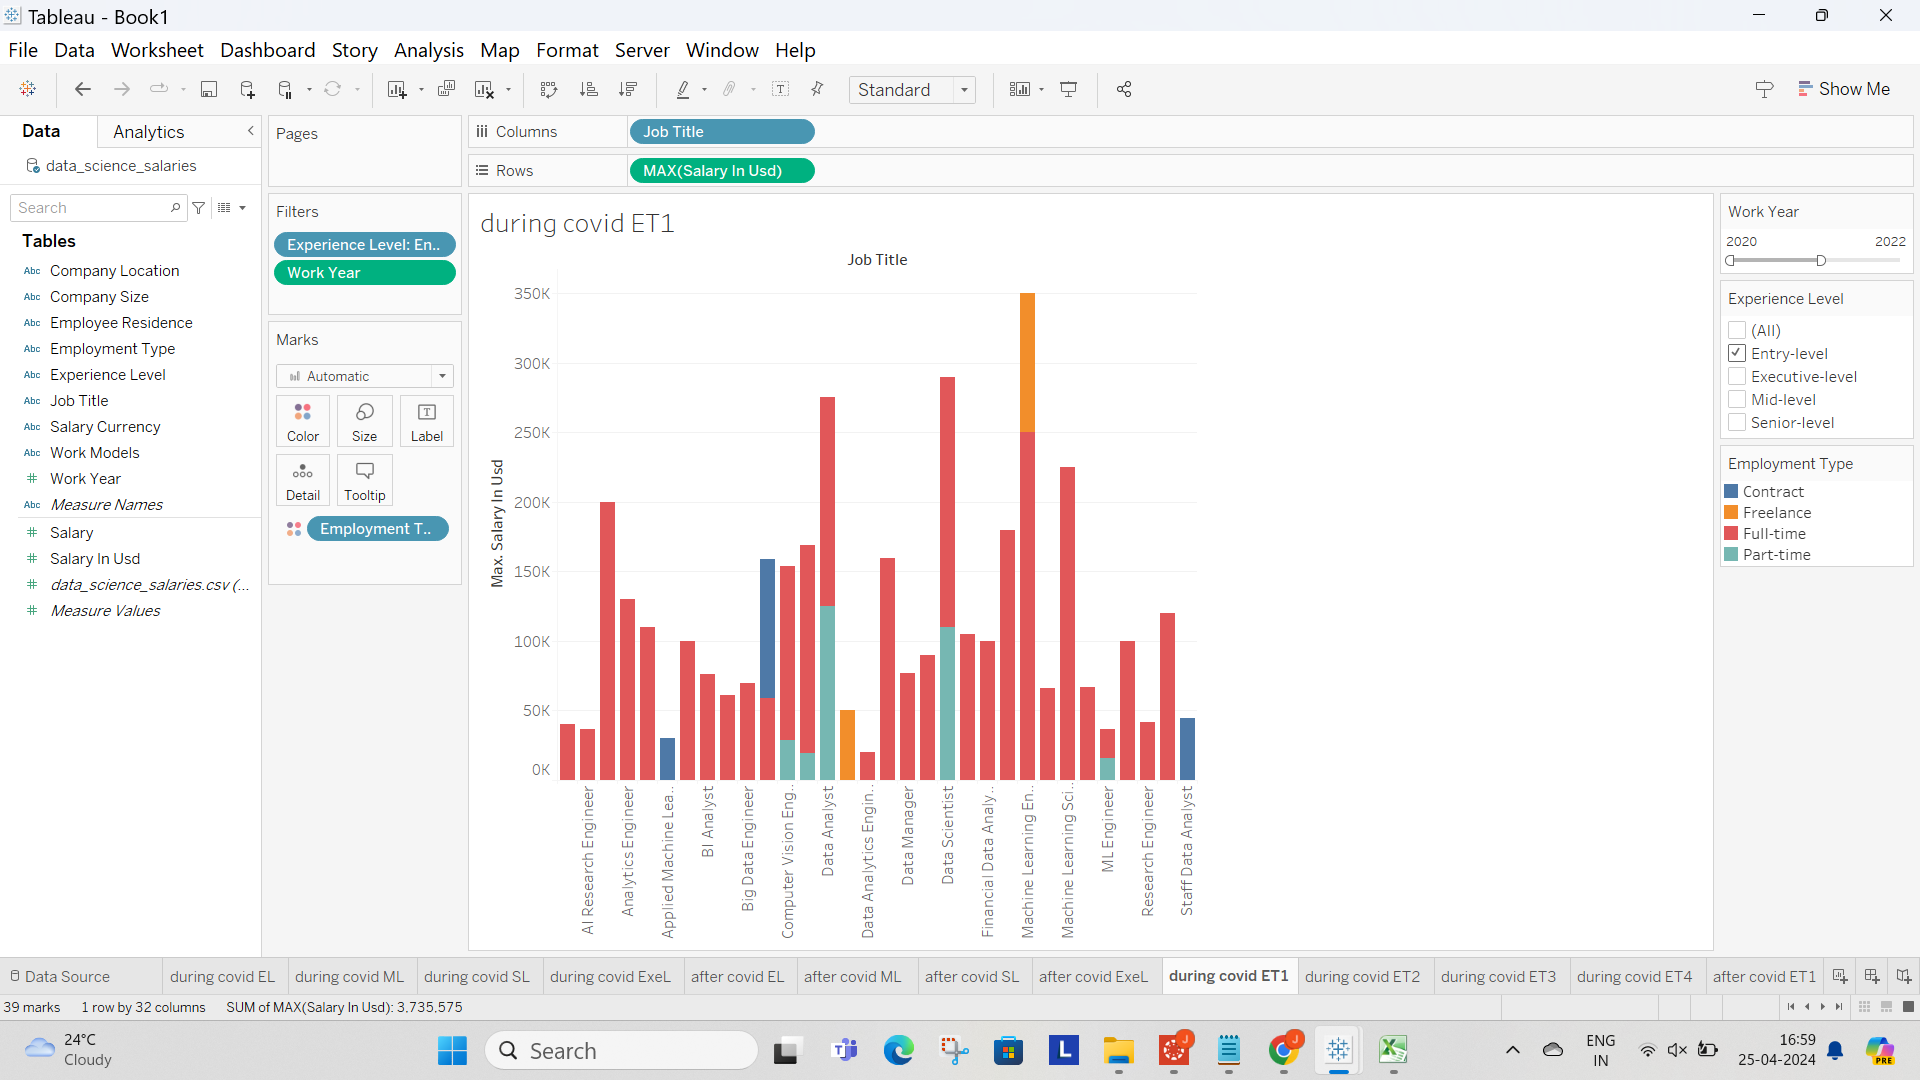 Tableau - Book1
File Data Worksheet Dashboard Story Analysis Map Format Server Window Help
Standard
Show Me
Data
Analytics
data_science_salaries
Search
Tables
Abc Company Location
Abc Company Size
Abc Employee Residence
Abc Employment Type
Abc Experience Level
Abc Job Title
Abc Salary Currency
Abc Work Models
# Work Year
Abc Measure Names
# Salary
# Salary In Usd
# data_science_salaries.csv (...
# Measure Values
Pages
Filters
Experience Level: En..
Work Year
Marks
Automatic
Color
Size
Label
Detail
Tooltip
Employment T..
Columns
Job Title
Rows
MAX(Salary In Usd)
during covid ET1
Job Title
Max. Salary In Usd
350K
300K
250K
200K
150K
100K
50K
0K
AI Research Engineer
Analytics Engineer
Applied Machine Lea..
BI Analyst
Big Data Engineer
Computer Vision Eng..
Data Analyst
Data Analytics Engin..
Data Manager
Data Scientist
Financial Data Analy..
Machine Learning En..
Machine Learning Sci..
ML Engineer
Research Engineer
Staff Data Analyst
Work Year
2020
2022
Experience Level
(All)
Entry-level
Executive-level
Mid-level
Senior-level
Employment Type
Contract
Freelance
Full-time
Part-time
Data Source
during covid EL
during covid ML
during covid SL
during covid ExeL
after covid EL
after covid ML
after covid SL
after covid ExeL
during covid ET1
during covid ET2
during covid ET3
during covid ET4
after covid ET1
39 marks
1 row by 32 columns
SUM of MAX(Salary In Usd): 3,735,575
24°C
Cloudy
Search
L
J
J
PRE
ENG
IN
16:59
25-04-2024